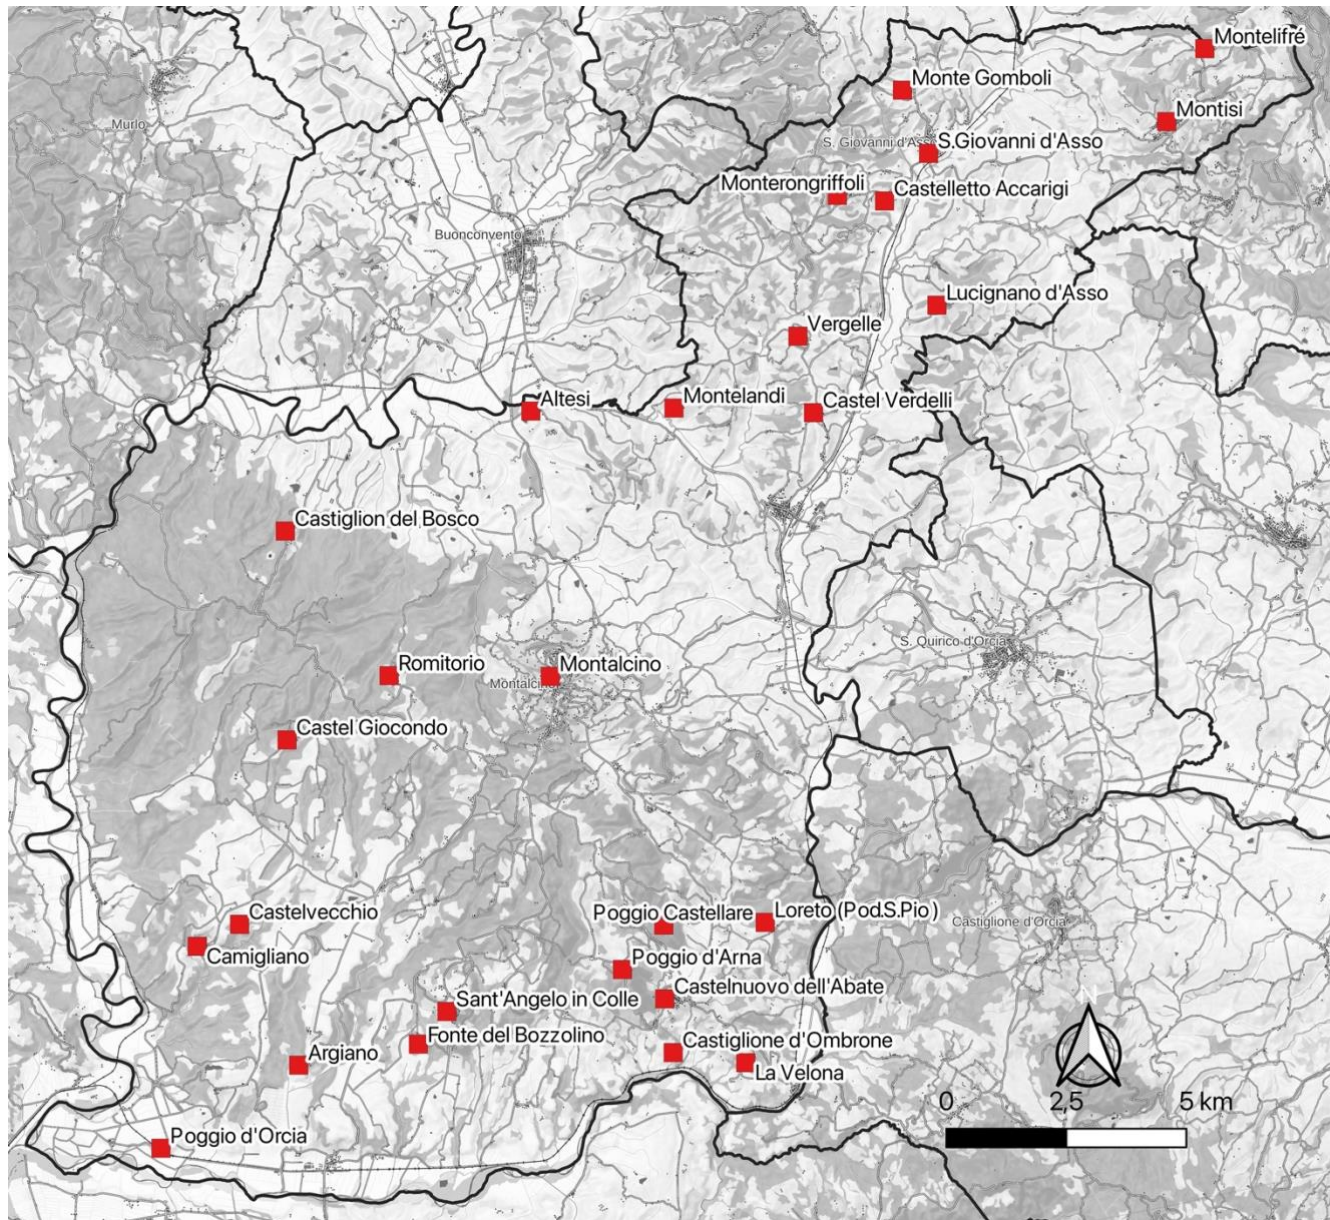 Montelifré
Monte Gomboli
Montisi
Murlo
S. Giovanni d'Asso
S.Giovanni d'Asso
Monterongriffoli
Castelletto Accarigi
Buonconvento
Lucignano d'Asso
Vergelle
Altesi
Montelandi
Castel Verdelli
Castiglion del Bosco
S. Quirico d'Orcia
Romitorio
Montalcino
Montalcino
Castel Giocondo
Castelvecchio
Poggio Castellare
Loreto (Pod.S.Pio)
Castiglione d'Orcia
Camigliano
Poggio d'Arna
Castelnuovo dell'Abate
Sant'Angelo in Colle
Fonte del Bozzolino
Castiglione d'Ombrone
Argiano
La Velona
0 2,5 5 km
Poggio d'Orcia